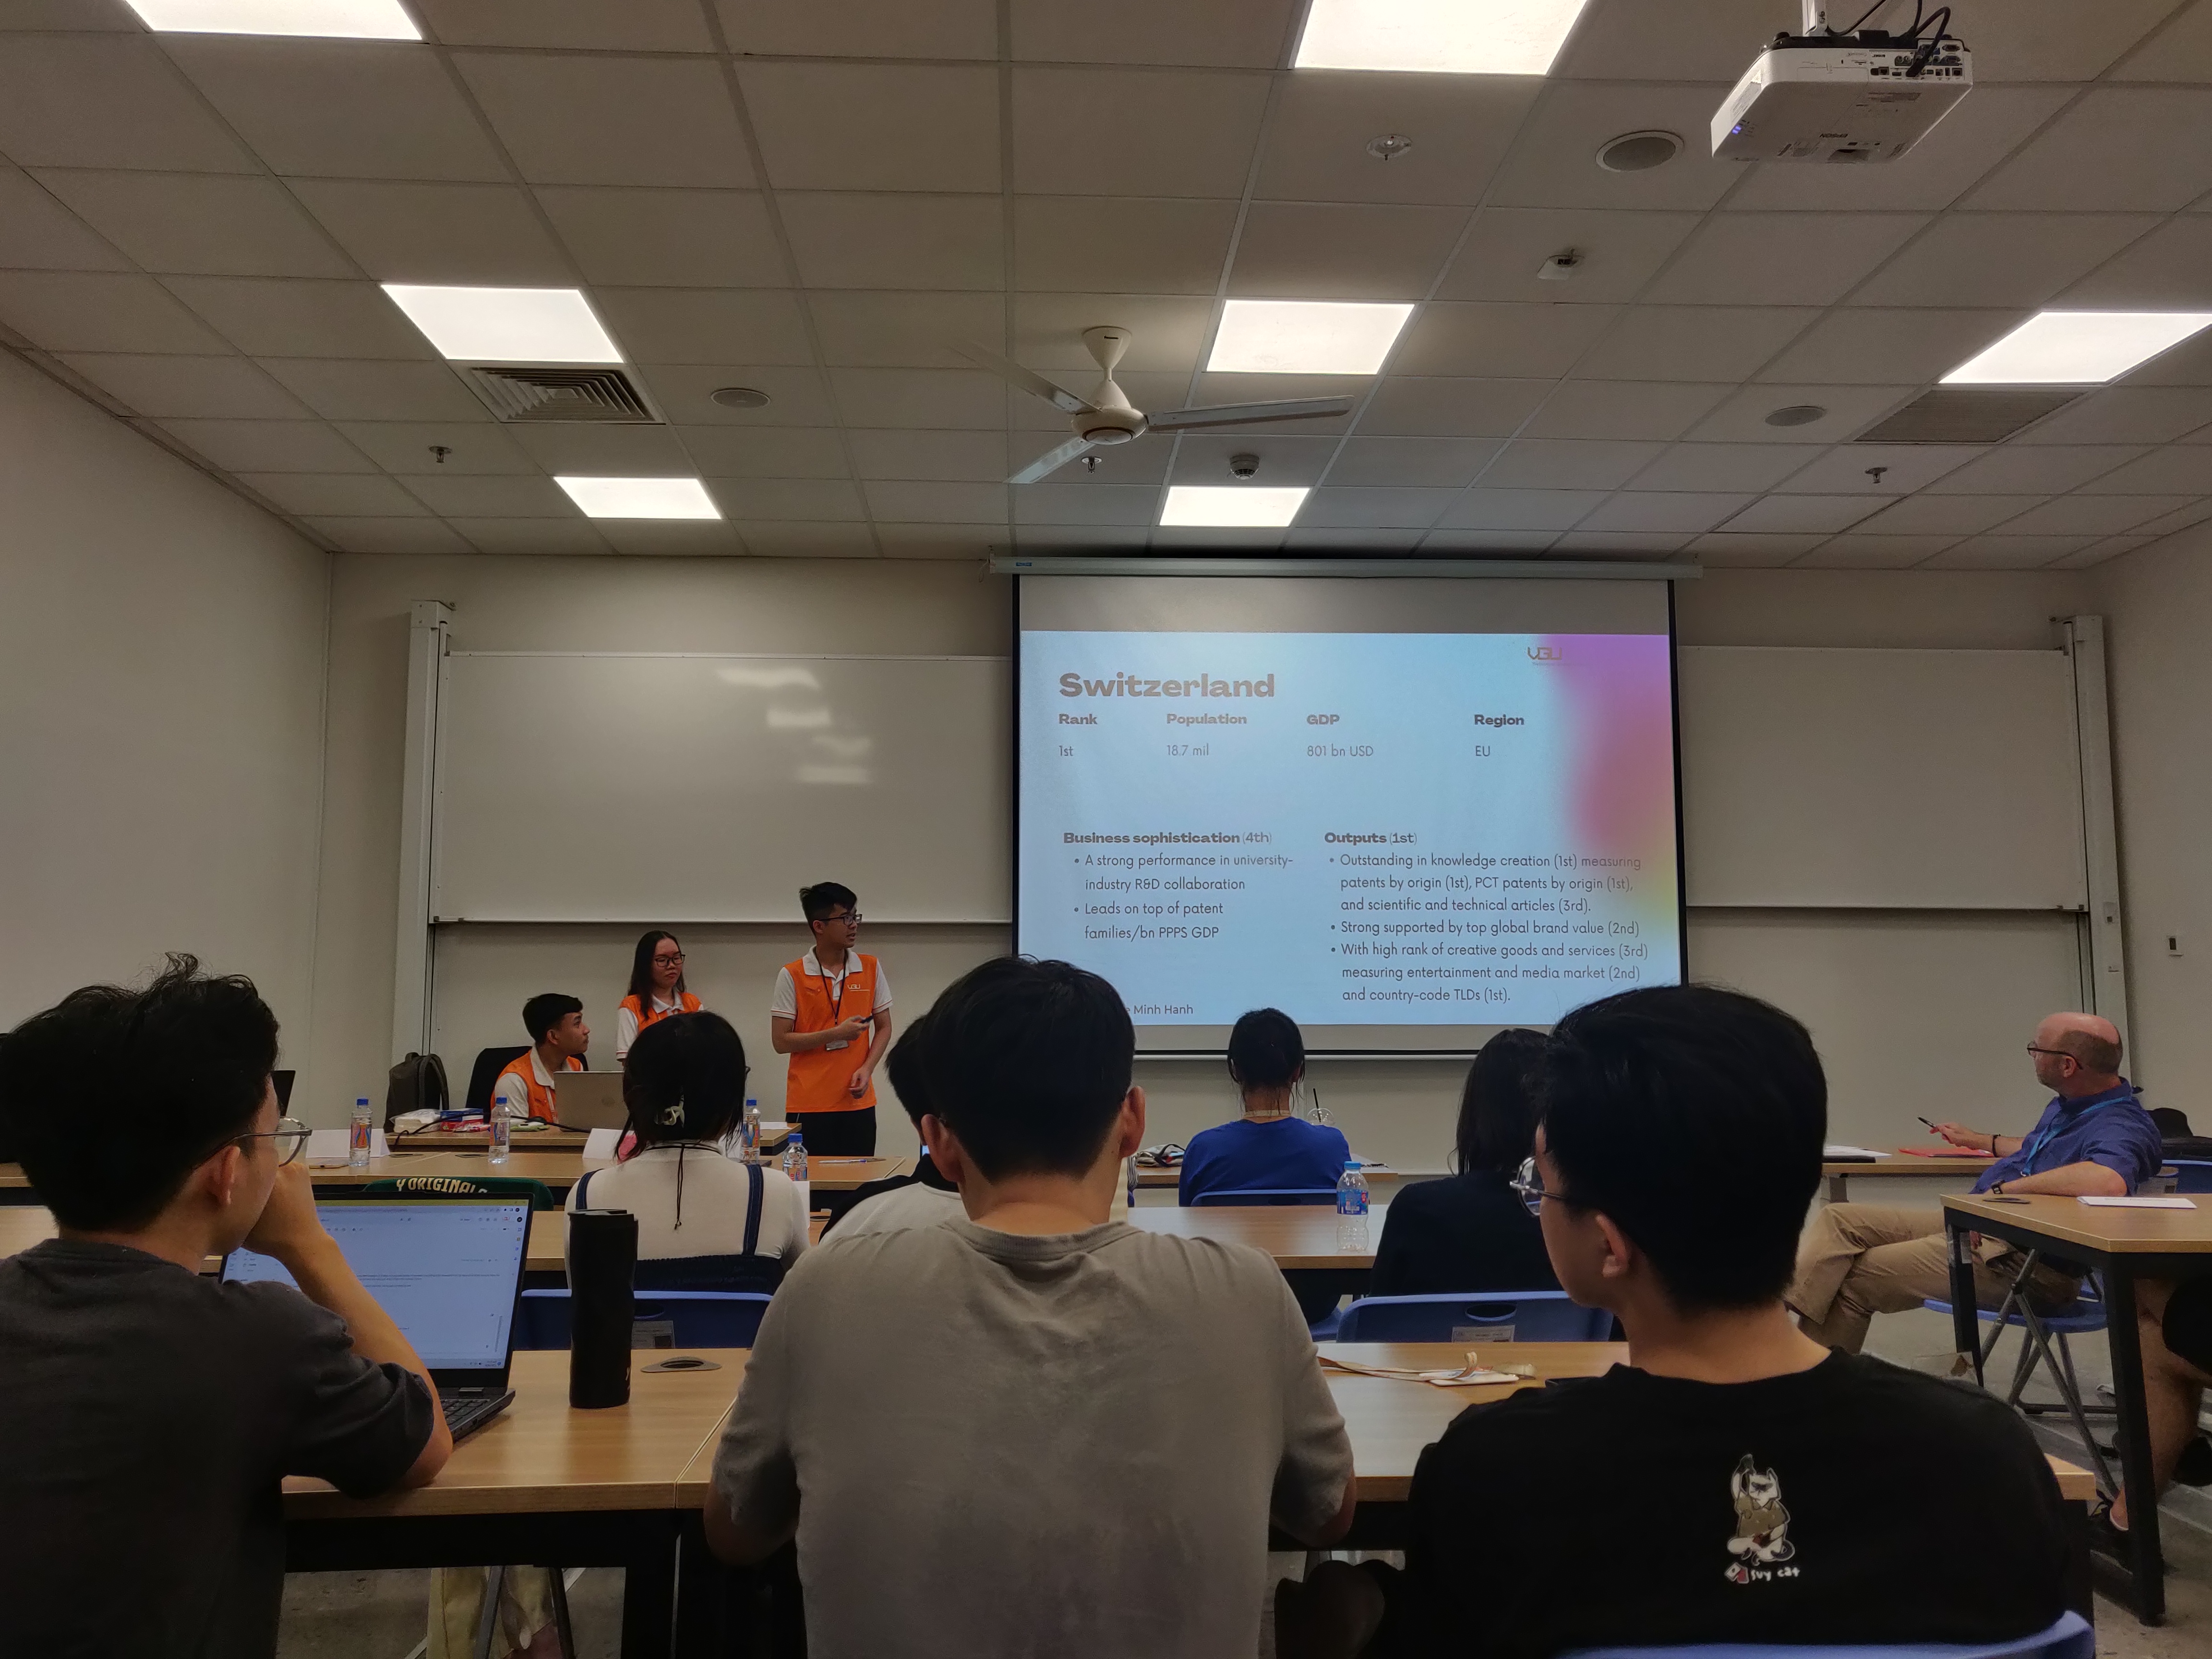 EPSON
VGU
Switzerland
Rank Population GDP Region
1st 18.7 mil 801 bn USD EU
Business sophistication (4th)
• A strong performance in university-
industry R&D collaboration
• Leads on top of patent
families/bn PPPS GDP
Outputs (1st)
• Outstanding in knowledge creation (1st) measuring
patents by origin (1st), PCT patents by origin (1st),
and scientific and technical articles (3rd).
• Strong supported by top global brand value (2nd)
• With high rank of creative goods and services (3rd)
measuring entertainment and media market (2nd)
and country-code TLDs (1st).
Minh Hanh
VGU
Y ORIGINALS
suy cat